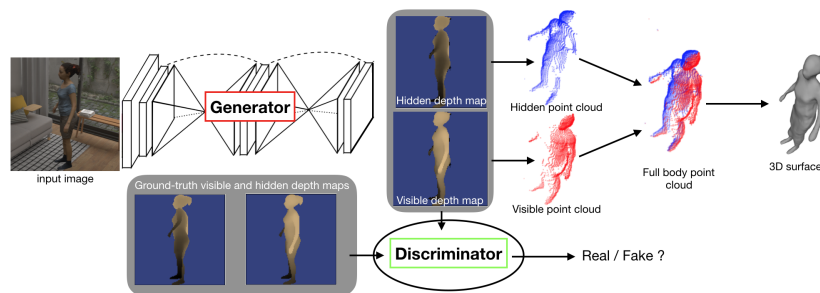 Generator
input image
Hidden depth map
Hidden point cloud
Visible depth map
Visible point cloud
Full body point
cloud
3D surface
Ground-truth visible and hidden depth maps
Discriminator
Real / Fake ?